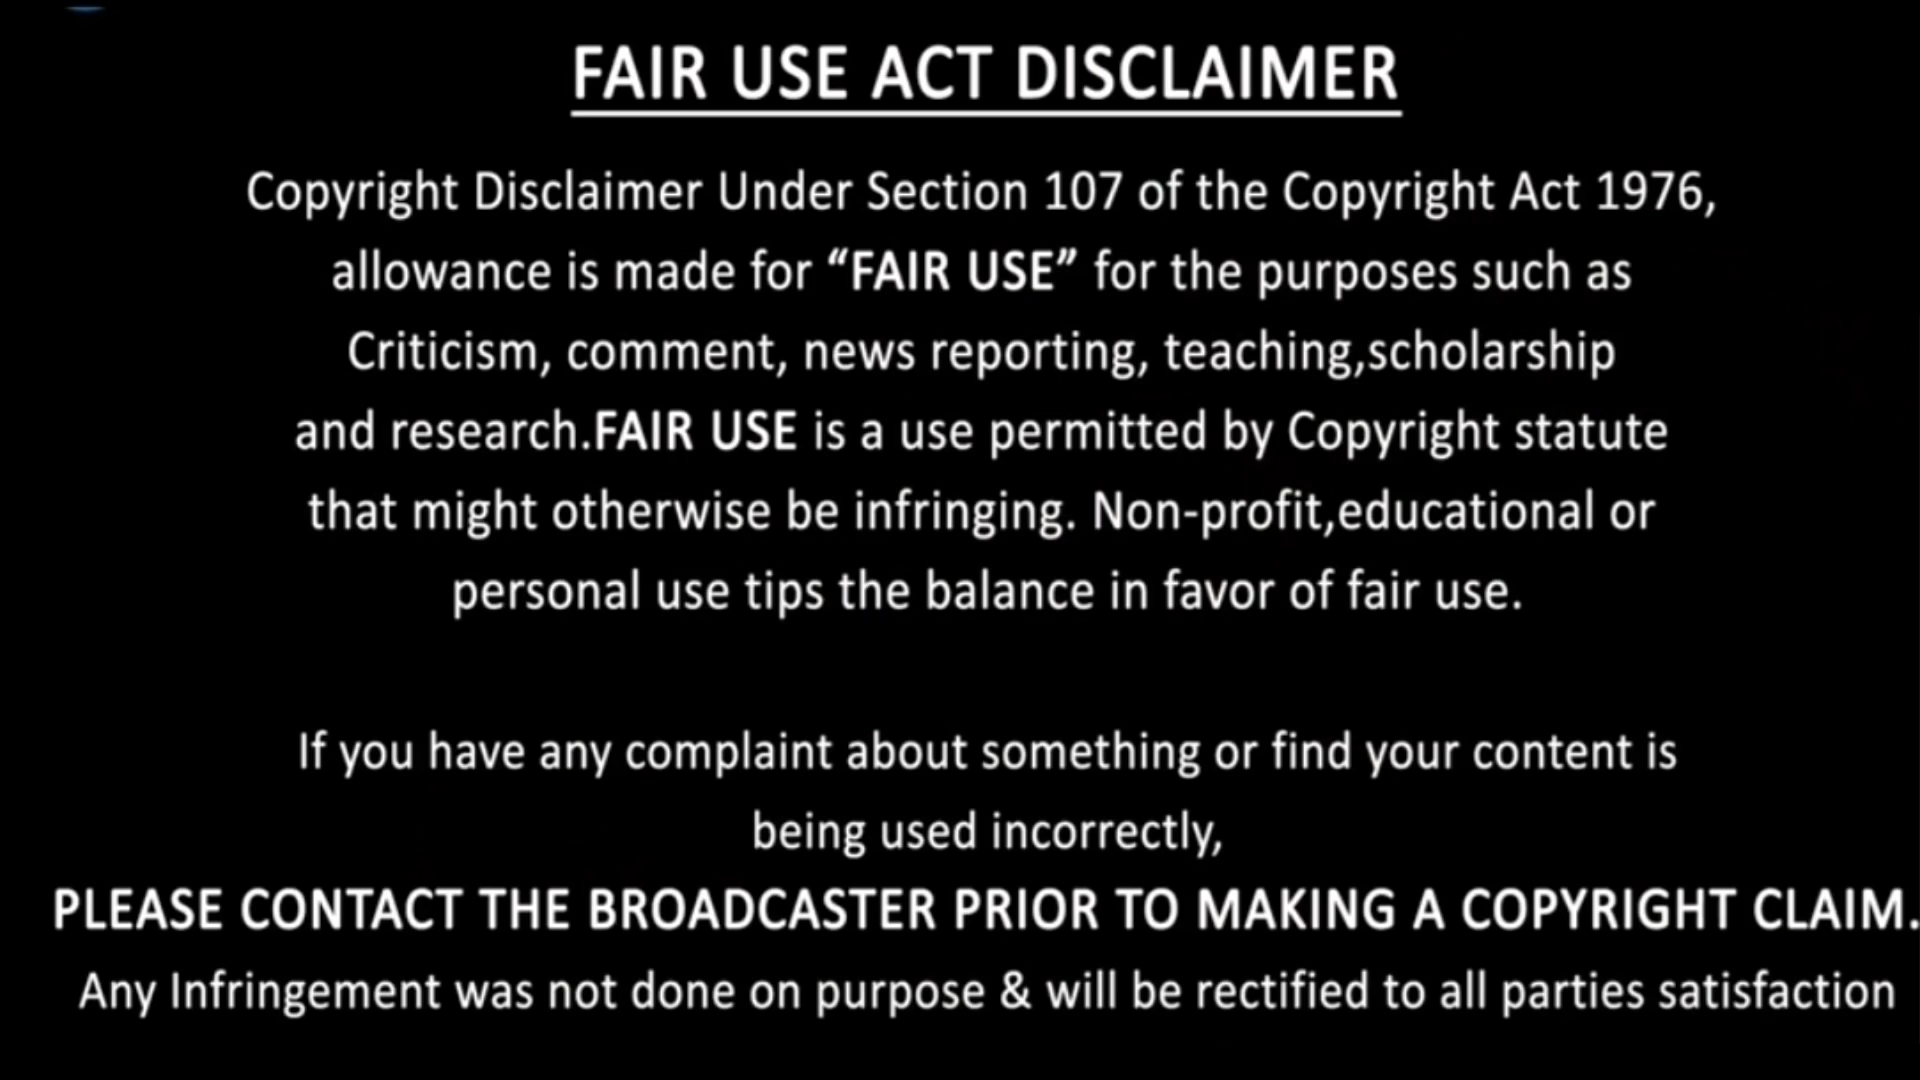 FAIR USE ACT DISCLAIMER
Copyright Disclaimer Under Section 107 of the Copyright Act 1976,
allowance is made for “FAIR USE” for the purposes such as
Criticism, comment, news reporting, teaching,scholarship
and research.FAIR USE is a use permitted by Copyright statute
that might otherwise be infringing. Non-profit,educational or
personal use tips the balance in favor of fair use.
If you have any complaint about something or find your content is
being used incorrectly,
PLEASE CONTACT THE BROADCASTER PRIOR TO MAKING A COPYRIGHT CLAIM.
Any Infringement was not done on purpose & will be rectified to all parties satisfaction